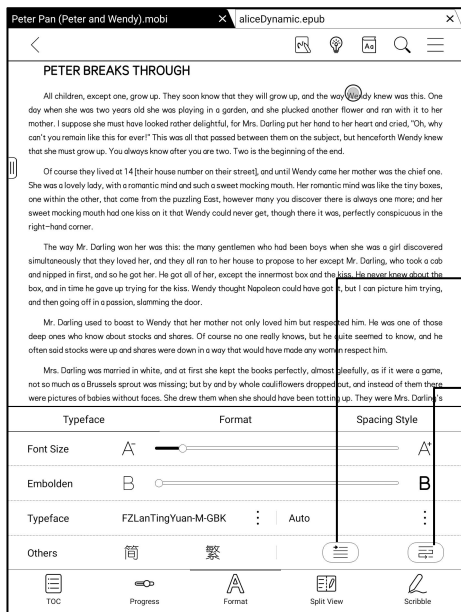 Peter Pan (Peter and Wendy).mobi × aliceDynamic.epub ×
Aa
PETER BREAKS THROUGH
All children, except one, grow up. They soon know that they will grow up, and the way Wendy knew was this. One
day when she was two years old she was playing in a garden, and she plucked another flower and ran with it to her
mother. I suppose she must have looked rather delightful, for Mrs. Darling put her hand to her heart and cried, "Oh, why
can't you remain like this for ever!" This was all that passed between them on the subject, but henceforth Wendy knew
that she must grow up. You always know after you are two. Two is the beginning of the end.
Of course they lived at 14 [their house number on their street], and until Wendy came her mother was the chief one.
She was a lovely lady, with a romantic mind and such a sweet mocking mouth. Her romantic mind was like the tiny boxes,
one within the other, that come from the puzzling East, however many you discover there is always one more; and her
sweet mocking mouth had one kiss on it that Wendy could never get, though there it was, perfectly conspicuous in the
right-hand corner.
The way Mr. Darling won her was this: the many gentlemen who had been boys when she was a girl discovered
simultaneously that they loved her, and they all ran to her house to propose to her except Mr. Darling, who took a cab
and nipped in first, and so he got her. He got all of her, except the innermost box and the kiss. He never knew about the
box, and in time he gave up trying for the kiss. Wendy thought Napoleon could have got it, but I can picture him trying,
and then going off in a passion, slamming the door.
Mr. Darling used to boast to Wendy that her mother not only loved him but respected him. He was one of those
deep ones who know about stocks and shares. Of course no one really knows, but he quite seemed to know, and he
often said stocks were up and shares were down in a way that would have made any women respect him.
Mrs. Darling was married in white, and at first she kept the books perfectly, almost gleefully, as if it were a game,
not so much as a Brussels sprout was missing; but by and by whole cauliflowers dropped out, and instead of them there
were pictures of babies without faces. She drew them when she should have been totting up. They were Mrs. Darling's
Typeface Format Spacing Style
Font Size A- A+
Embolden B B
Typeface FZLanTingYuan-M-GBK Auto
Others 简 繁
TOC Progress Format Split View Scribble